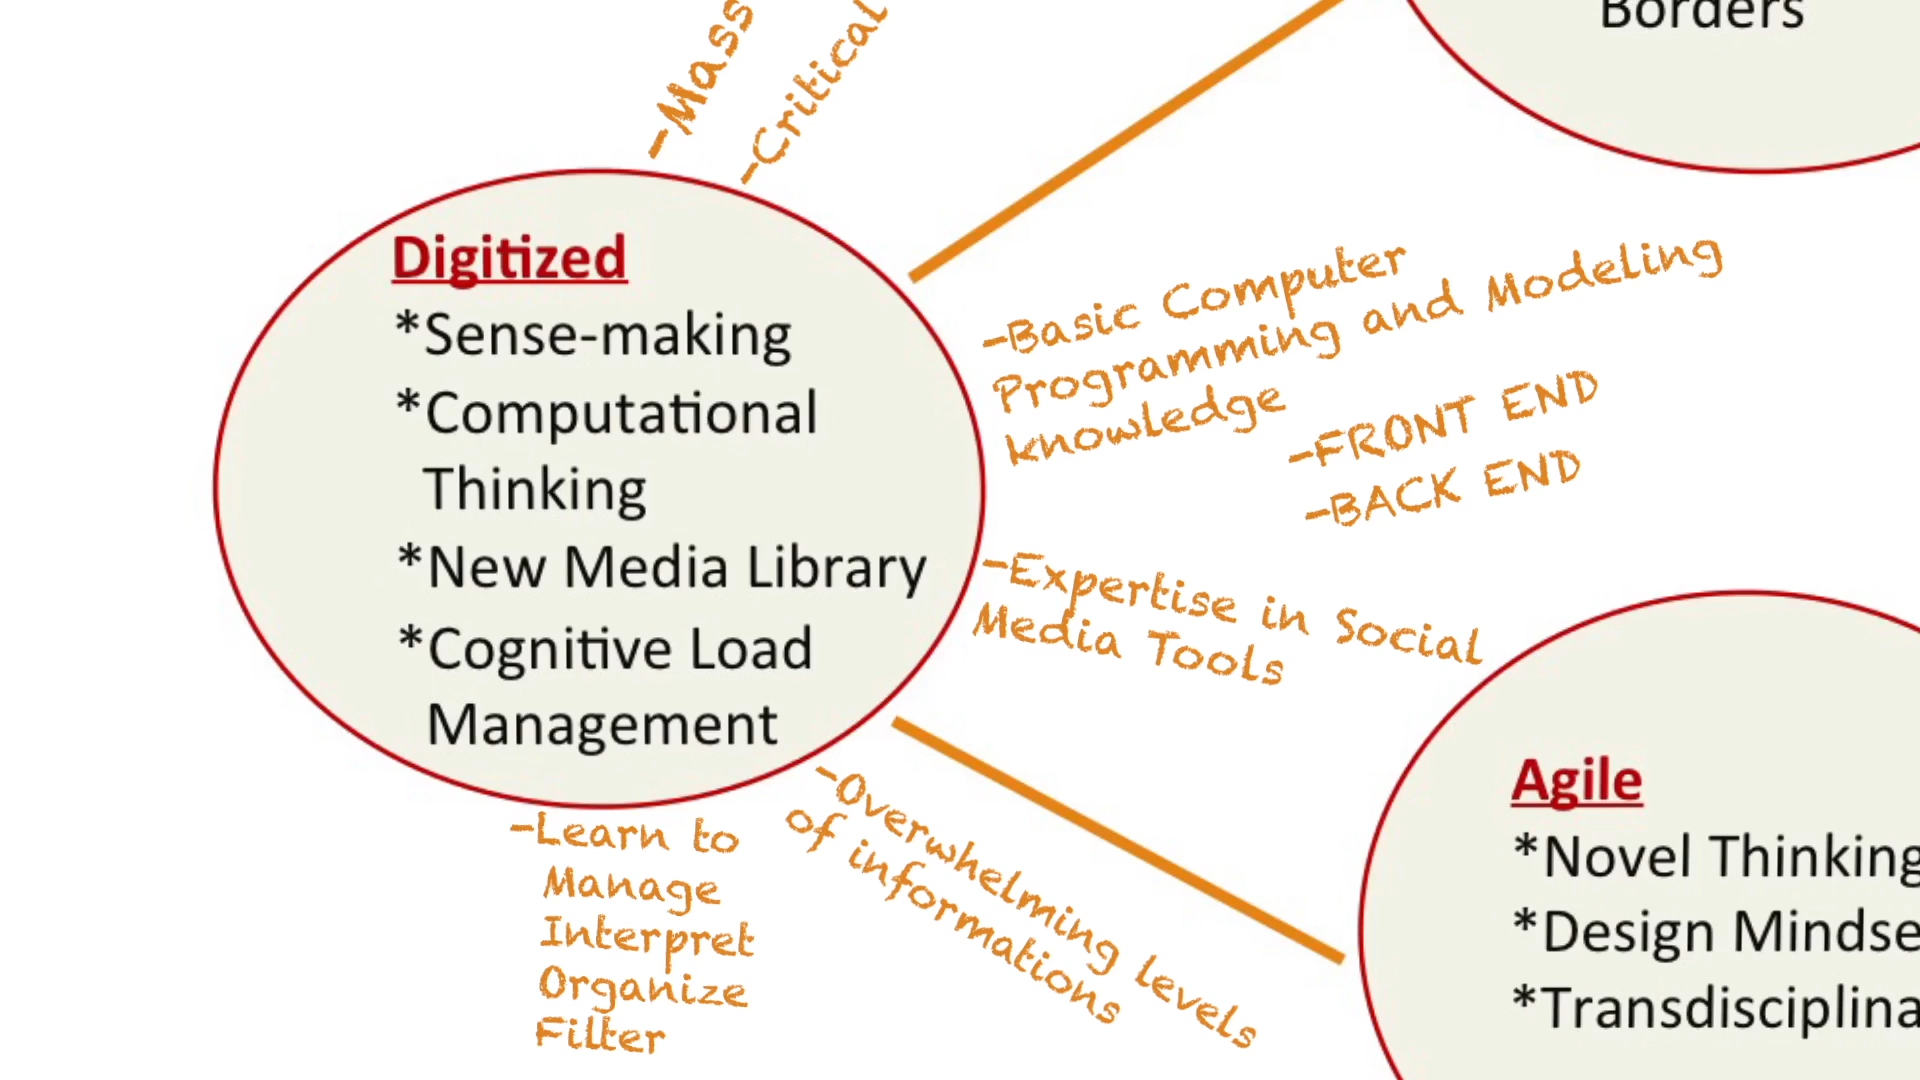 Borders
-Mass
-Critical
Digitized
*Sense-making
*Computational
Thinking
*New Media Library
*Cognitive Load
Management
-Basic Computer
Programming and Modeling
knowledge
-FRONT END
-BACK END
-Expertise in Social
Media Tools
-Overwhelming levels
of informations
-Learn to
Manage
Interpret
Organize
Filter
Agile
*Novel Thinking
*Design Mindse
*Transdisciplina